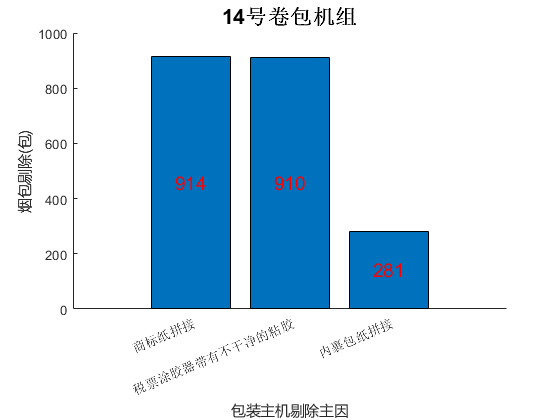 14号卷包机组
烟包剔除(包)
1000
800
600
400
200
0
914
910
281
商标纸拼接
税票涂胶器带有不干净的粘胶
内裹包纸拼接
包装主机剔除主因